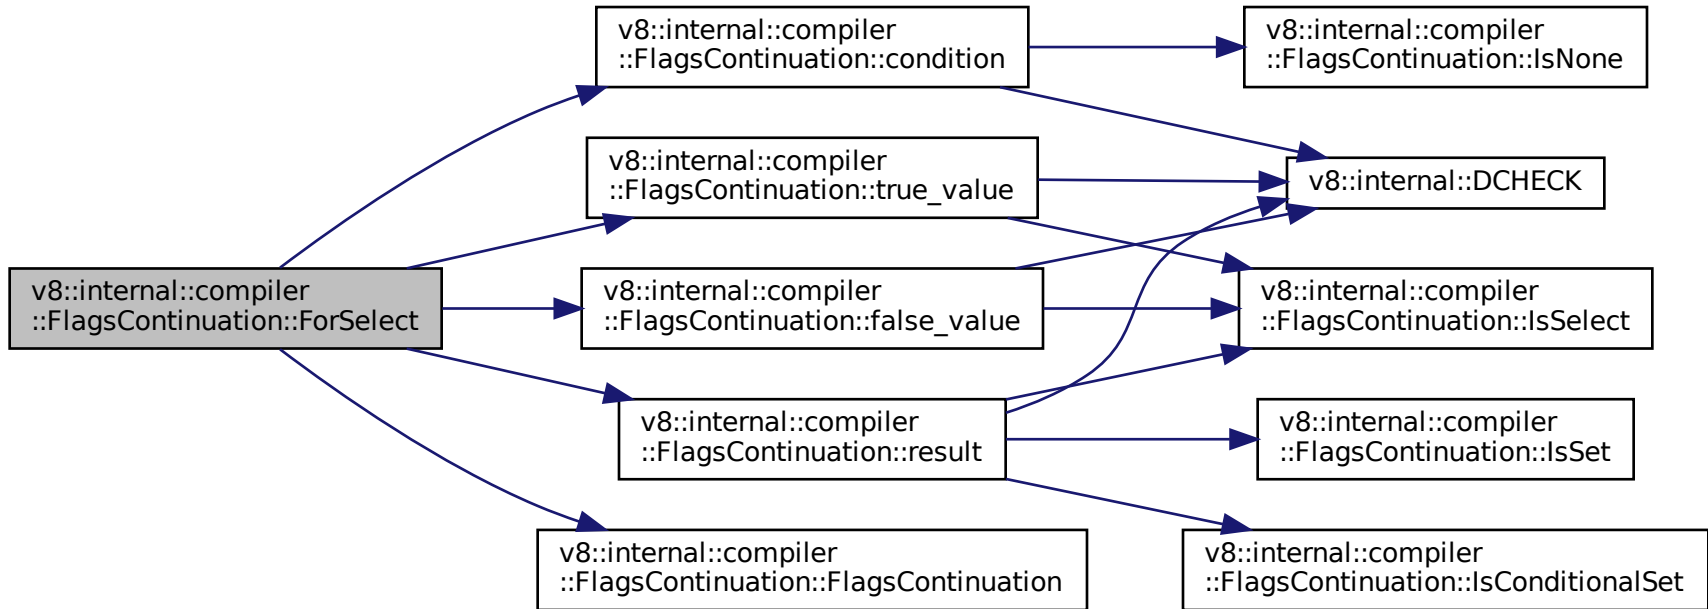 v8::internal::compiler
::FlagsContinuation::ForSelect
v8::internal::compiler
::FlagsContinuation::condition
v8::internal::compiler
::FlagsContinuation::true_value
v8::internal::compiler
::FlagsContinuation::false_value
v8::internal::compiler
::FlagsContinuation::result
v8::internal::compiler
::FlagsContinuation::FlagsContinuation
v8::internal::compiler
::FlagsContinuation::IsNone
v8::internal::DCHECK
v8::internal::compiler
::FlagsContinuation::IsSelect
v8::internal::compiler
::FlagsContinuation::IsSet
v8::internal::compiler
::FlagsContinuation::IsConditionalSet